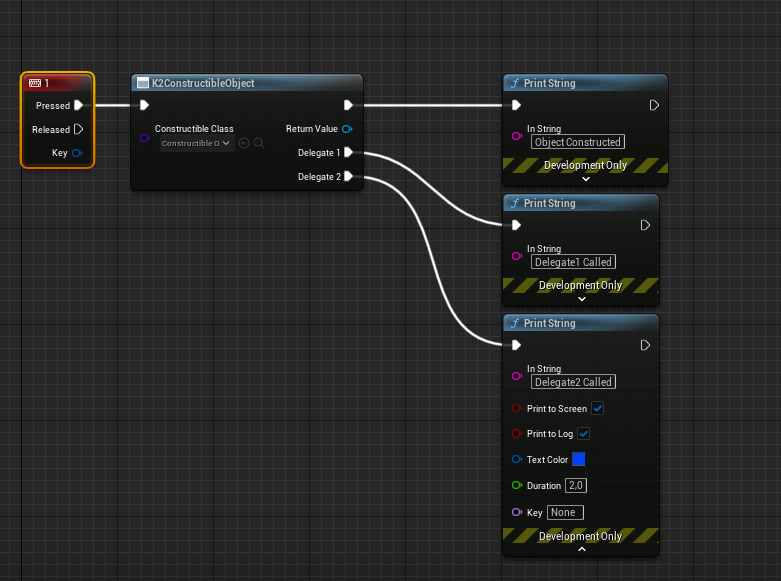 1
Pressed
Released
Key
K2ConstructibleObject
Constructible Class
Constructible O
Return Value
Delegate 1
Delegate 2
Print String
In String
Object Constructed
Development Only
Print String
In String
Delegate1 Called
Development Only
Print String
In String
Delegate2 Called
Print to Screen
Print to Log
Text Color
Duration 2,0
Key None
Development Only